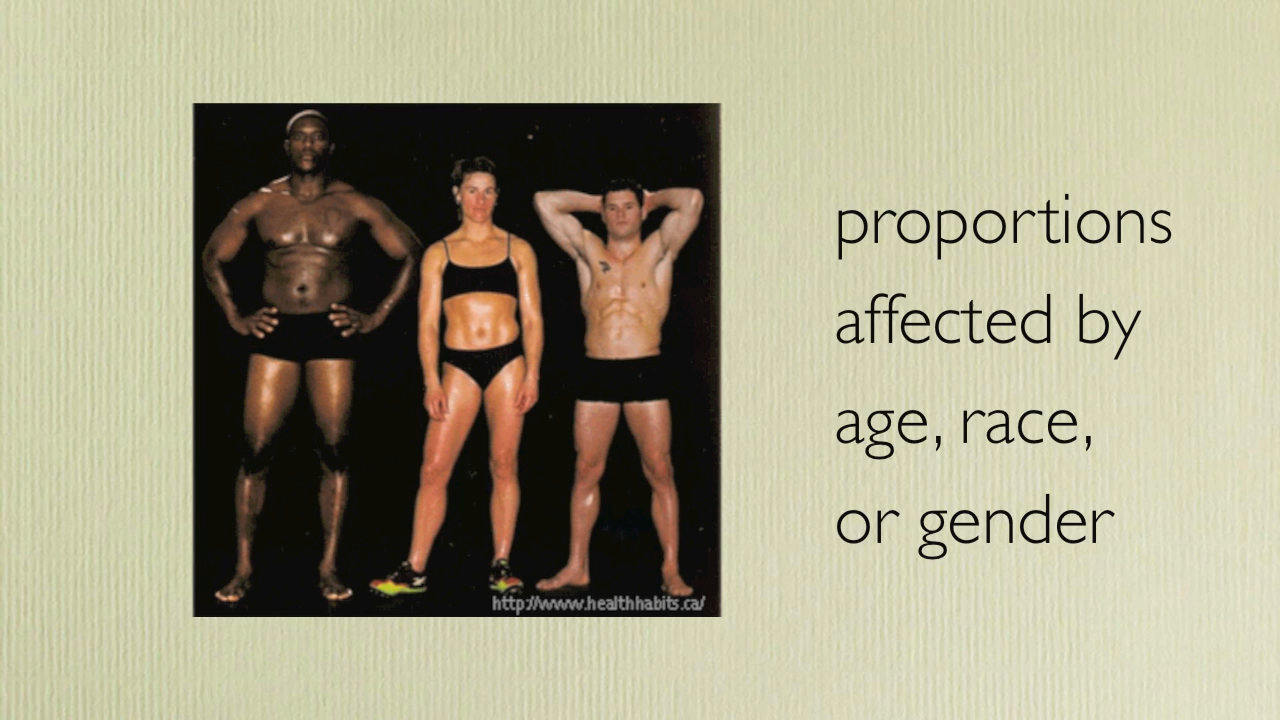 proportions
affected by
age, race,
or gender
http://www.healthhabits.ca/